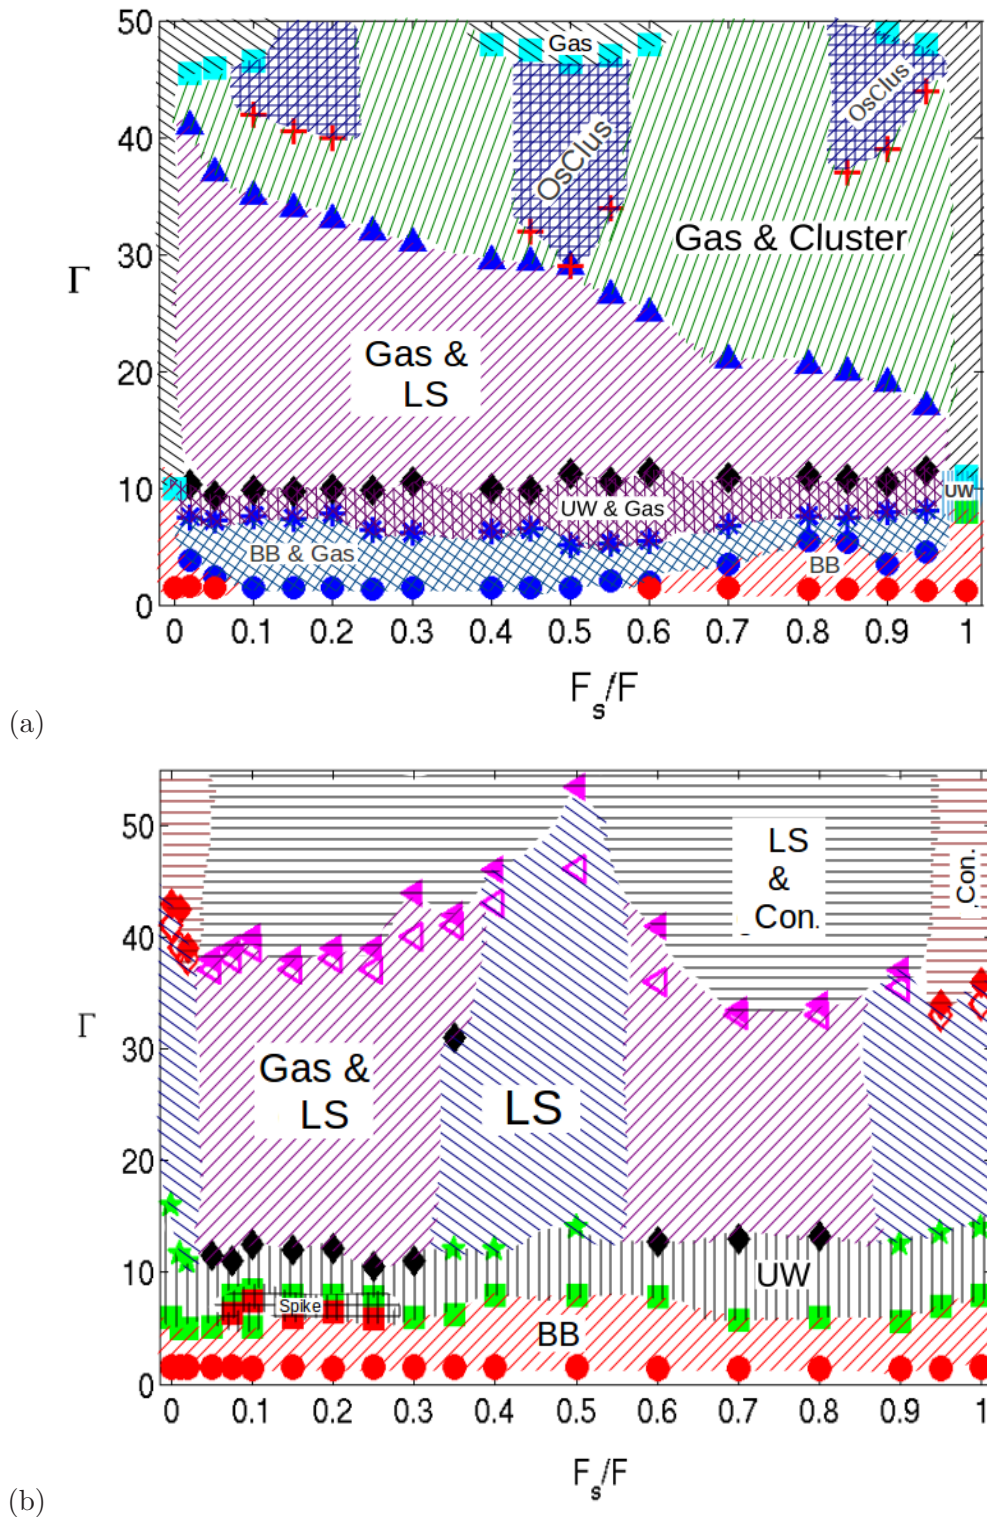 50
40
30
20
10
0
Γ
Gas
OsClus
OsClus
Gas & Cluster
Gas &
LS
UW & Gas
UW
BB & Gas
BB
0 0.1 0.2 0.3 0.4 0.5 0.6 0.7 0.8 0.9 1
Fs/F
(a)
50
40
30
20
10
0
Γ
LS
&
Con.
Con.
Gas &
LS
LS
UW
Spike
BB
0 0.1 0.2 0.3 0.4 0.5 0.6 0.7 0.8 0.9 1
Fs/F
(b)